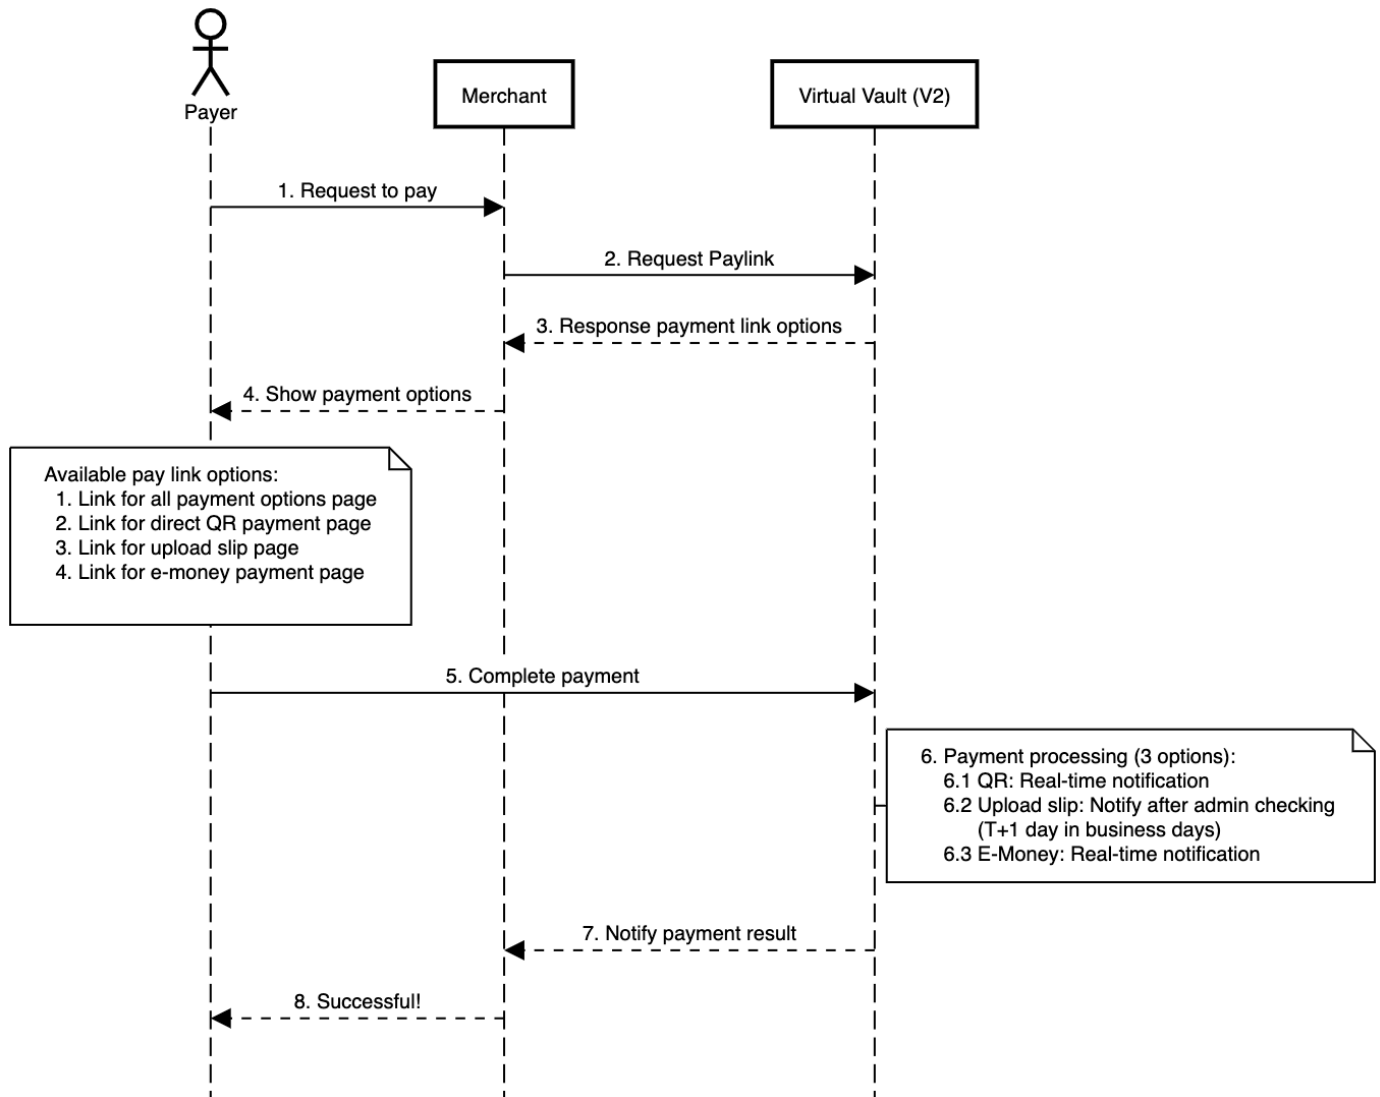 Payer
Merchant
Virtual Vault (V2)
1. Request to pay
2. Request Paylink
3. Response payment link options
4. Show payment options
Available pay link options:
1. Link for all payment options page
2. Link for direct QR payment page
3. Link for upload slip page
4. Link for e-money payment page
5. Complete payment
6. Payment processing (3 options):
6.1 QR: Real-time notification
6.2 Upload slip: Notify after admin checking
(T+1 day in business days)
6.3 E-Money: Real-time notification
7. Notify payment result
8. Successful!